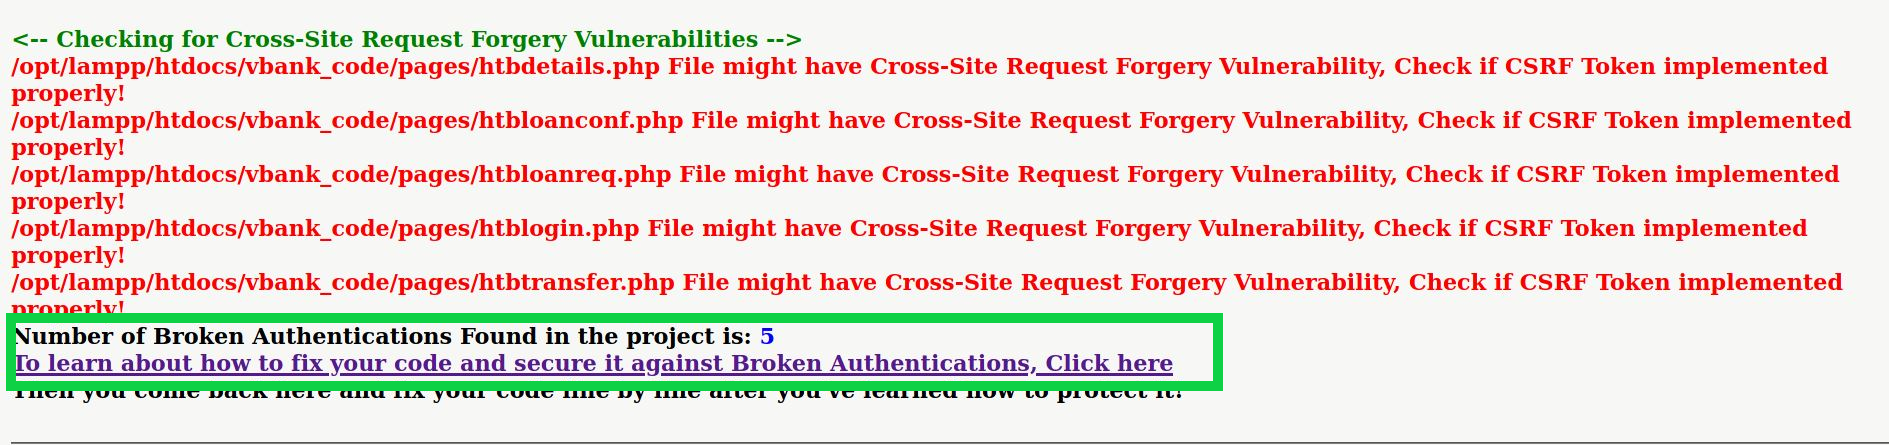 <-- Checking for Cross-Site Request Forgery Vulnerabilities -->
/opt/lampp/htdocs/vbank_code/pages/htbdetails.php File might have Cross-Site Request Forgery Vulnerability, Check if CSRF Token implemented
properly!
/opt/lampp/htdocs/vbank_code/pages/htbloanconf.php File might have Cross-Site Request Forgery Vulnerability, Check if CSRF Token implemented
properly!
/opt/lampp/htdocs/vbank_code/pages/htbloanreq.php File might have Cross-Site Request Forgery Vulnerability, Check if CSRF Token implemented
properly!
/opt/lampp/htdocs/vbank_code/pages/htblogin.php File might have Cross-Site Request Forgery Vulnerability, Check if CSRF Token implemented
properly!
/opt/lampp/htdocs/vbank_code/pages/htbtransfer.php File might have Cross-Site Request Forgery Vulnerability, Check if CSRF Token implemented
properly!
Number of Broken Authentications Found in the project is: 5
To learn about how to fix your code and secure it against Broken Authentications, Click here
Then you come back here and fix your code line by line after you've learned how to protect it!